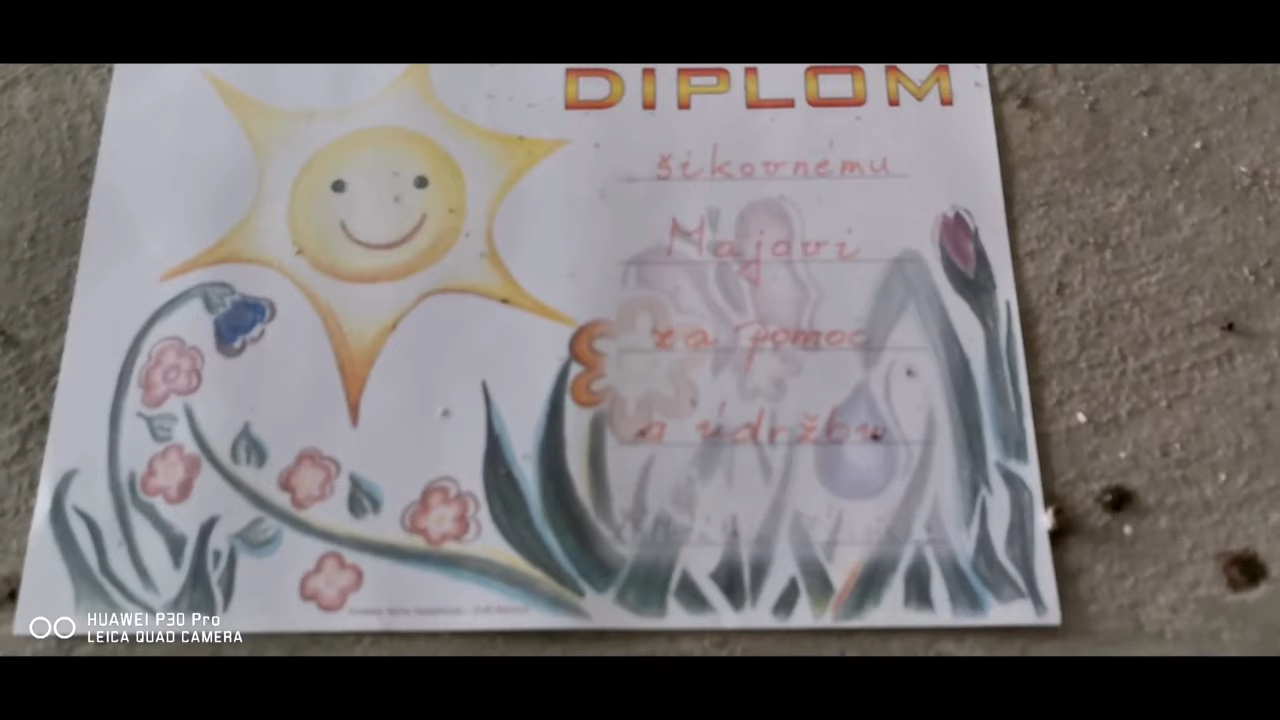 DIPLOM
šikovnému
Majovi
za pomoc
a údržbu
HUAWEI P30 Pro
LEICA QUAD CAMERA